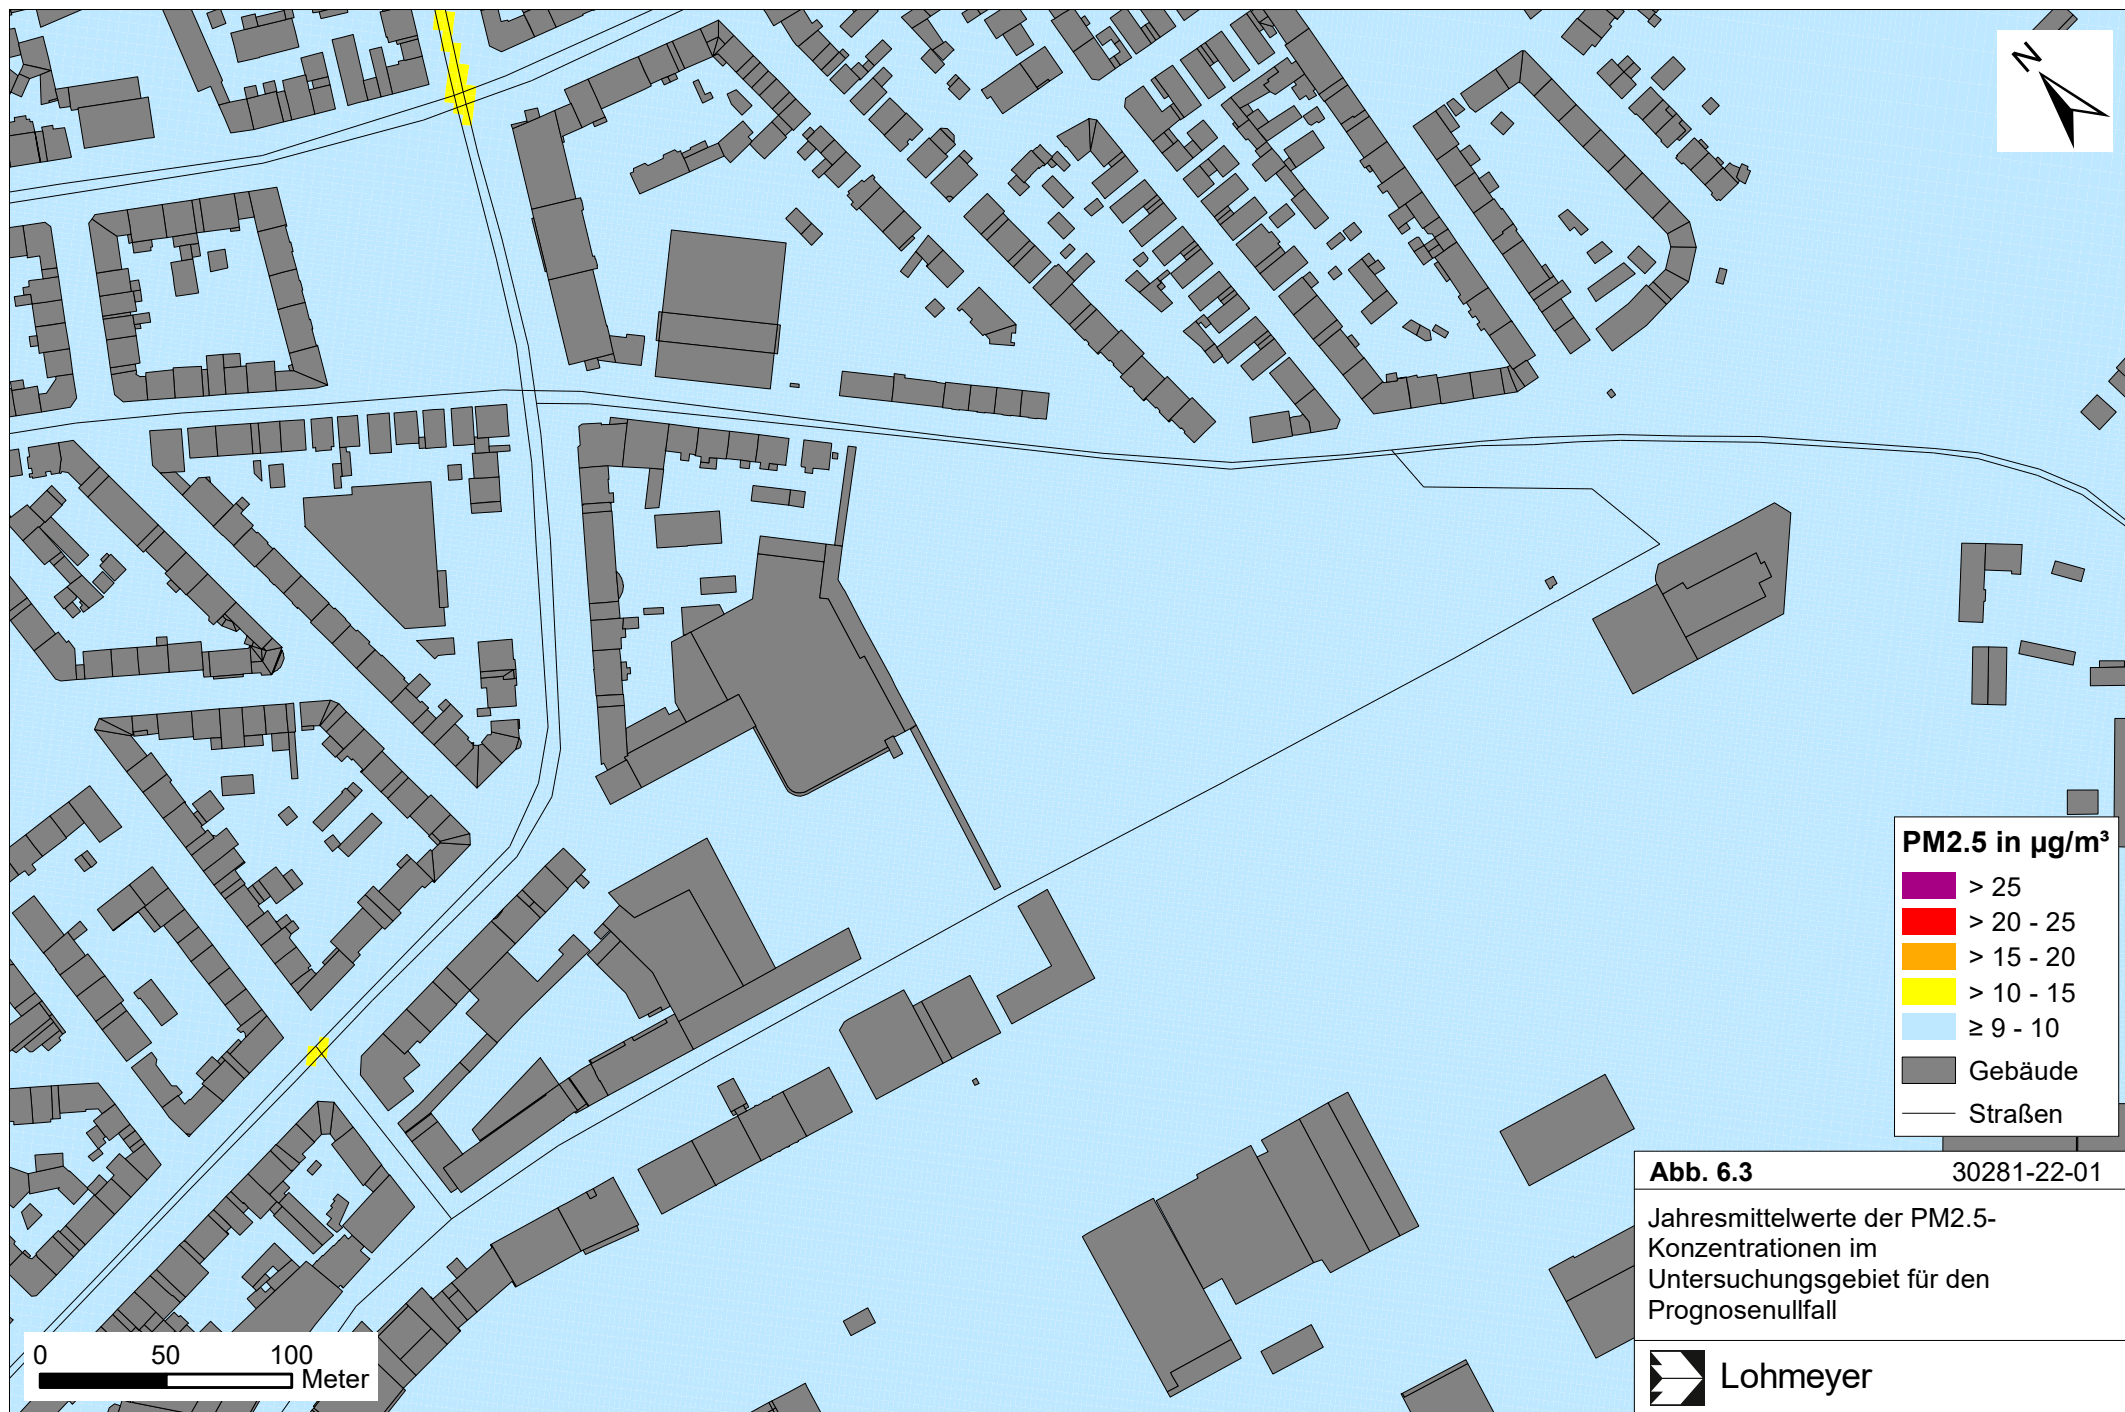 N
PM2.5 in µg/m³
> 25
> 20 - 25
> 15 - 20
> 10 - 15
≥ 9 - 10
Gebäude
Straßen
Abb. 6.3 30281-22-01
Jahresmittelwerte der PM2.5-
Konzentrationen im
Untersuchungsgebiet für den
Prognosenullfall
Lohmeyer
0 50 100
Meter